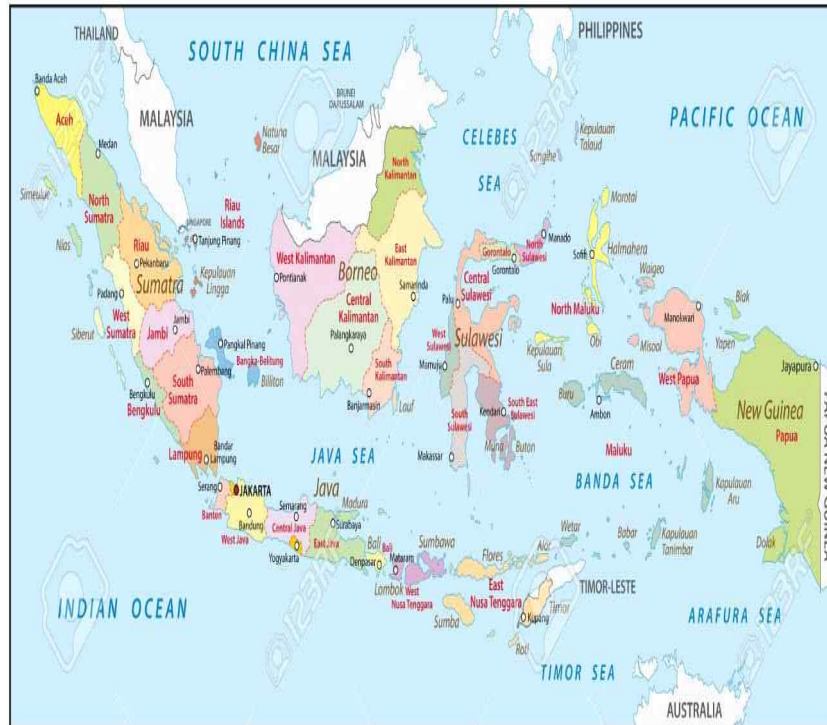 THAILAND
SOUTH CHINA SEA
PHILIPPINES
Banda Aceh
Aceh
MALAYSIA
BRUNEI
DARUSSALAM
Natuna
Besar
MALAYSIA
CELEBES
SEA
Kepulauan
Talaud
Sungihe
PACIFIC OCEAN
Medan
North
Kalimantan
Simeulue
North
Sumatra
Riau
Islands
SINGAPORE
Tanjung Pinang
Morotai
Nias
Riau
Pekanbaru
Sumatra
Kepulauan
Lingga
West Kalimantan
Borneo
Pontianak
East
Kalimantan
Samarinda
Gorontalo
Gorontalo
North
Sulawesi
Manado
Sofifi
Halmahera
Padang
West
Sumatra
Siberut
Jambi
Jambi
Central
Kalimantan
Palangkaraya
Central
Sulawesi
Palu
North Maluku
Waigeo
Manokwari
Biak
Pangkal Pinang
Bangka-Belitung
Billiton
Palembang
South
Sumatra
South
Kalimantan
Banjarmasin
Laut
West
Sulawesi
Mamuju
Sulawesi
Kepulauan
Sula
Obi
Misool
Yapen
Jayapura
Bengkulu
Bengkulu
South
Sulawesi
Kendari
South East
Sulawesi
Buru
Ceram
Ambon
West Papua
New Guinea
Papua
Lampung
Bandar
Lampung
JAVA SEA
Makassar
Muna
Buton
Maluku
BANDA SEA
Serang
JAKARTA
Java
Banten
Bandung
West Java
Semarang
Central Java
Yogyakarta
Madura
Surabaya
East Java
Bali
Bali
Denpasar
Mataram
Lombok
Sumbawa
West
Nusa Tenggara
Flores
Alor
Wetar
Babar
Kapulauan
Tanimbar
Kapulauan
Aru
Dolak
INDIAN OCEAN
Sumba
East
Nusa Tenggara
Kupang
Timor
Roti
TIMOR-LESTE
TIMOR SEA
ARAFURA SEA
AUSTRALIA